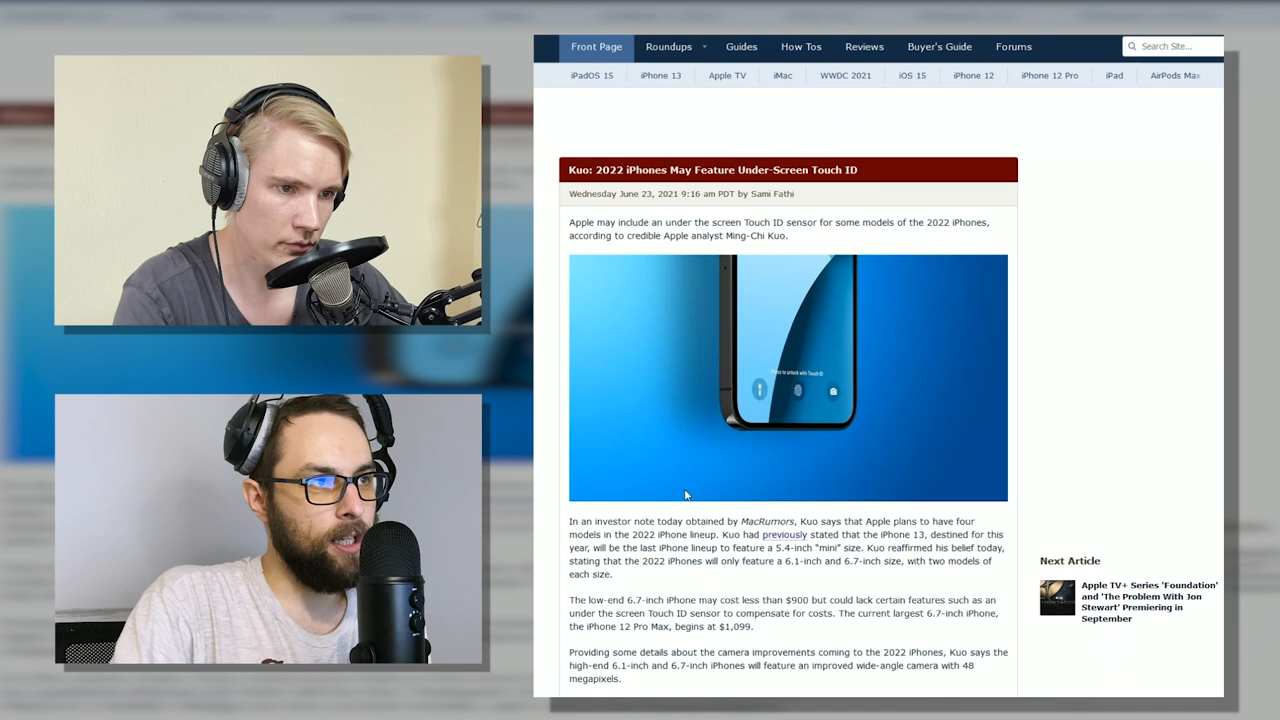 Front Page Roundups Guides How Tos Reviews Buyer's Guide Forums Search Site...
iPadOS 15 iPhone 13 Apple TV iMac WWDC 2021 iOS 15 iPhone 12 iPhone 12 Pro iPad AirPods Max
Kuo: 2022 iPhones May Feature Under-Screen Touch ID
Wednesday June 23, 2021 9:16 am PDT by Sami Fathi
Apple may include an under the screen Touch ID sensor for some models of the 2022 iPhones,
according to credible Apple analyst Ming-Chi Kuo.
to unlock with Touch ID
In an investor note today obtained by MacRumors, Kuo says that Apple plans to have four
models in the 2022 iPhone lineup. Kuo had previously stated that the iPhone 13, destined for this
year, will be the last iPhone lineup to feature a 5.4-inch “mini” size. Kuo reaffirmed his belief today,
stating that the 2022 iPhones will only feature a 6.1-inch and 6.7-inch size, with two models of
each size.
The low-end 6.7-inch iPhone may cost less than $900 but could lack certain features such as an
under the screen Touch ID sensor to compensate for costs. The current largest 6.7-inch iPhone,
the iPhone 12 Pro Max, begins at $1,099.
Providing some details about the camera improvements coming to the 2022 iPhones, Kuo says the
high-end 6.1-inch and 6.7-inch iPhones will feature an improved wide-angle camera with 48
megapixels.
Next Article
Apple TV+ Series 'Foundation'
and 'The Problem With Jon
Stewart' Premiering in
September